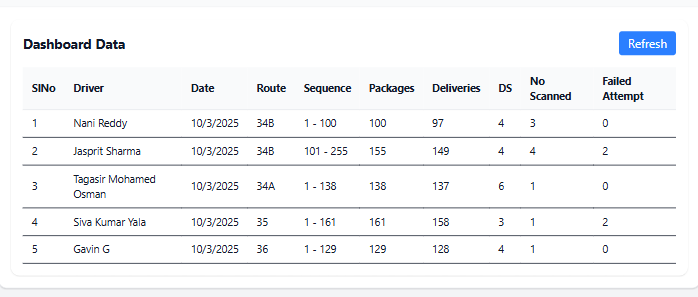 Dashboard Data
Refresh
SlNo Driver Date Route Sequence Packages Deliveries DS No Scanned Failed Attempt
1 Nani Reddy 10/3/2025 34B 1 - 100 100 97 4 3 0
2 Jasprit Sharma 10/3/2025 34B 101 - 255 155 149 4 4 2
3 Tagasir Mohamed Osman 10/3/2025 34A 1 - 138 138 137 6 1 0
4 Siva Kumar Yala 10/3/2025 35 1 - 161 161 158 3 1 2
5 Gavin G 10/3/2025 36 1 - 129 129 128 4 1 0